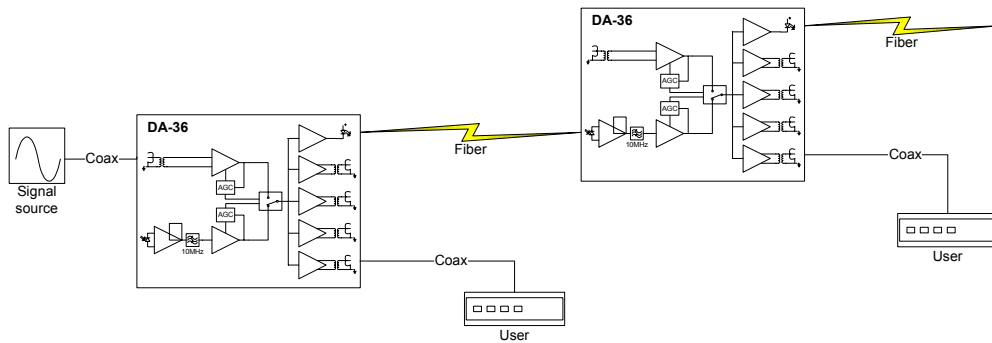 DA-36
Fiber
AGC
AGC
10MHz
Coax
User
DA-36
Fiber
Coax
Signal
source
AGC
AGC
10MHz
Coax
User